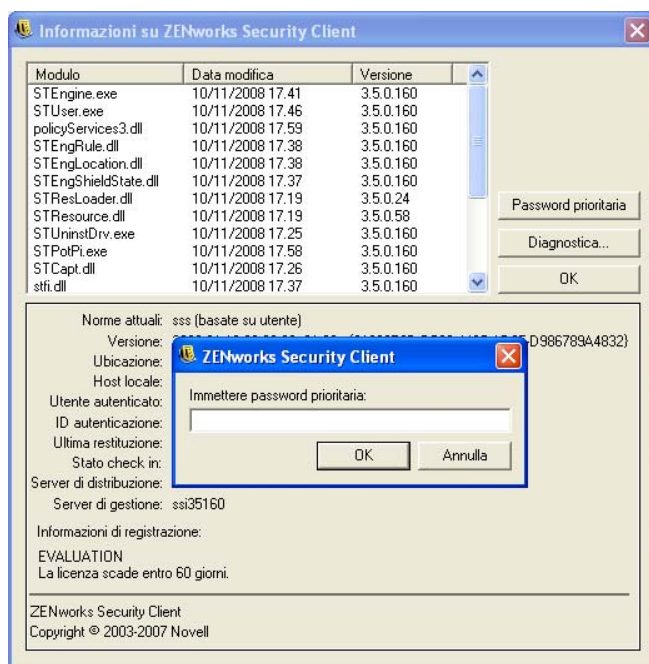 Informazioni su ZENworks Security Client
Modulo Data modifica Versione
STEngine.exe 10/11/2008 17.41 3.5.0.160
STUser.exe 10/11/2008 17.46 3.5.0.160
policyServices3.dll 10/11/2008 17.59 3.5.0.160
STEngRule.dll 10/11/2008 17.38 3.5.0.160
STEngLocation.dll 10/11/2008 17.38 3.5.0.160
STEngShieldState.dll 10/11/2008 17.37 3.5.0.160
STResLoader.dll 10/11/2008 17.19 3.5.0.24
STResource.dll 10/11/2008 17.19 3.5.0.58
STUninstDrv.exe 10/11/2008 17.25 3.5.0.160
STPotPi.exe 10/11/2008 17.58 3.5.0.160
STCapt.dll 10/11/2008 17.26 3.5.0.160
stfi.dll 10/11/2008 17.37 3.5.0.160
Password prioritaria
Diagnostica...
OK
Norme attuali: sss (basate su utente)
Versione: D986789A4832}
Ubicazione:
Host locale:
Utente autenticato:
ID autenticazione:
Ultima restituzione:
Stato check in:
Server di distribuzione:
Server di gestione: ssi35160
ZENworks Security Client
Immettere password prioritaria:
OK Annulla
Informazioni di registrazione:
EVALUATION
La licenza scade entro 60 giorni.
ZENworks Security Client
Copyright © 2003-2007 Novell